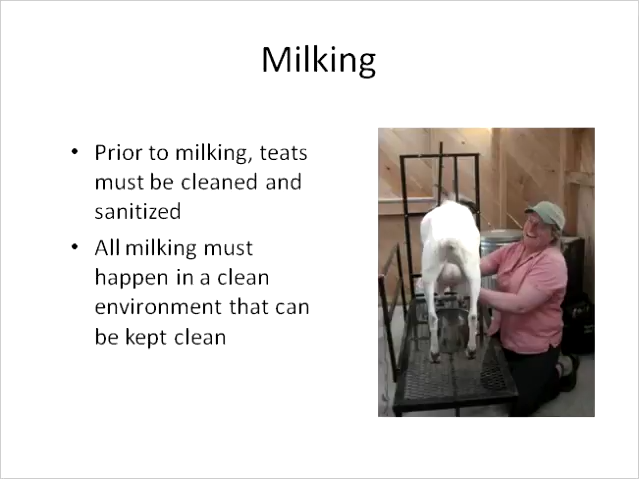 Milking
• Prior to milking, teats
must be cleaned and
sanitized
• All milking must
happen in a clean
environment that can
be kept clean